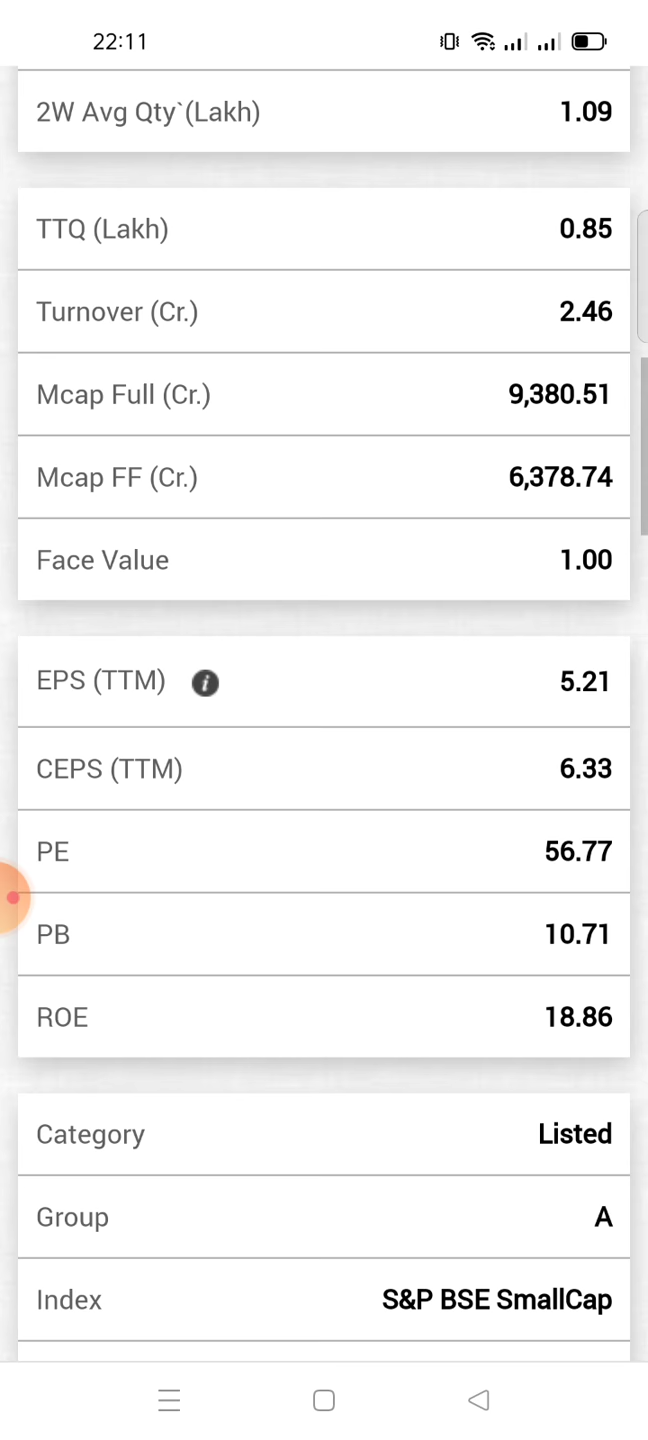 22:11
2W Avg Qty`(Lakh) 1.09
TTQ (Lakh) 0.85
Turnover (Cr.) 2.46
Mcap Full (Cr.) 9,380.51
Mcap FF (Cr.) 6,378.74
Face Value 1.00
EPS (TTM) i 5.21
CEPS (TTM) 6.33
PE 56.77
PB 10.71
ROE 18.86
Category Listed
Group A
Index S&P BSE SmallCap